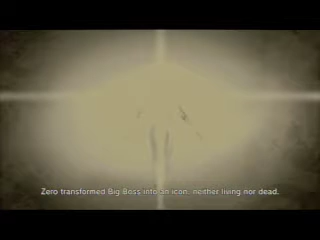 Zero transformed Big Boss into an icon, neither living nor dead.